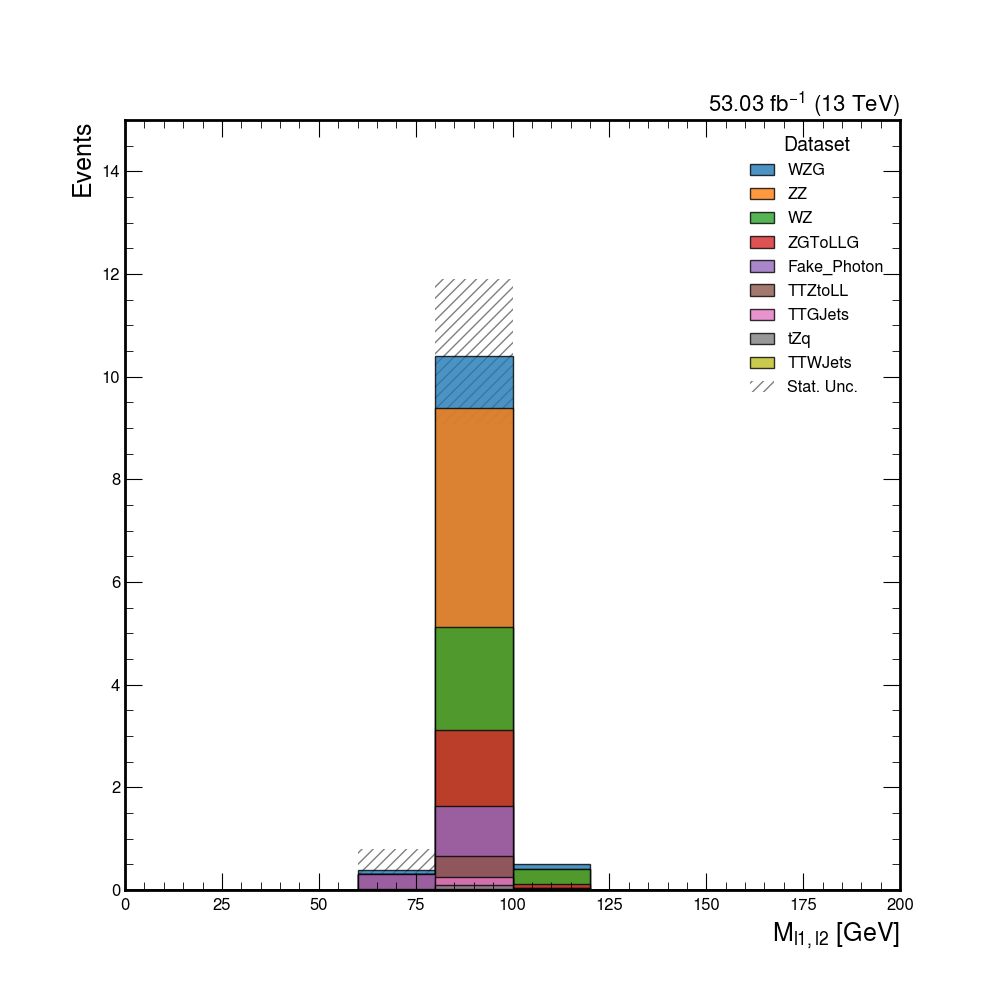 53.03 fb⁻¹ (13 TeV)
Events
Dataset
WZG
ZZ
WZ
ZGToLLG
Fake_Photon
TTZtoLL
TTGJets
tZq
TTWJets
Stat. Unc.
14
12
10
8
6
4
2
0
0 25 50 75 100 125 150 175 200
M_{l1, l2} [GeV]